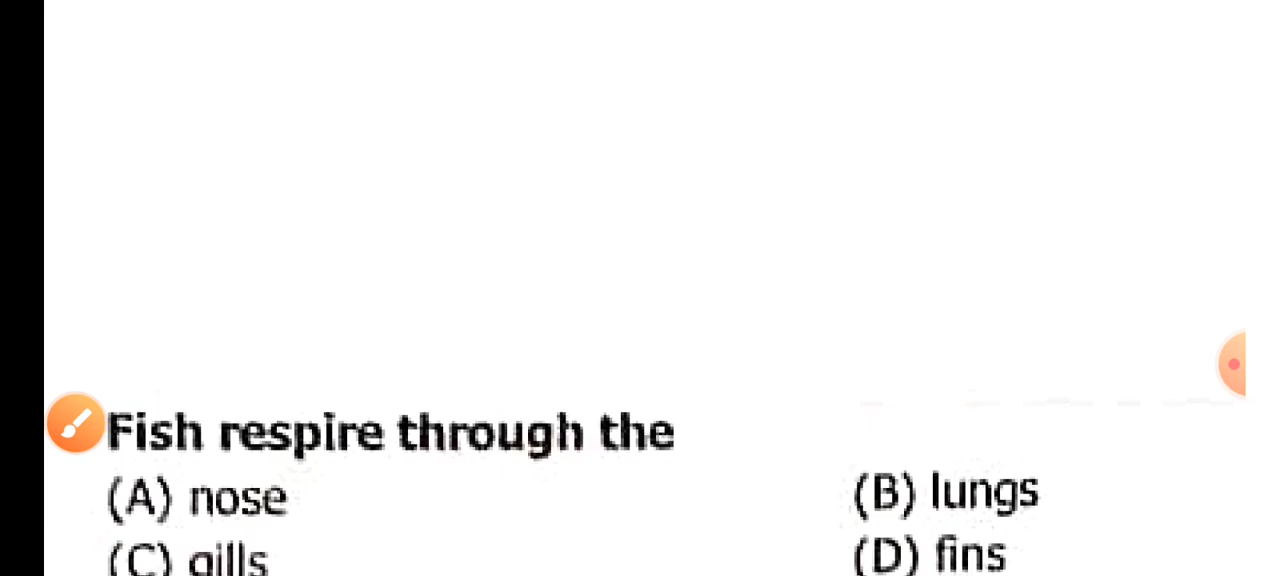 Fish respire through the
(A) nose (B) lungs
(C) gills (D) fins